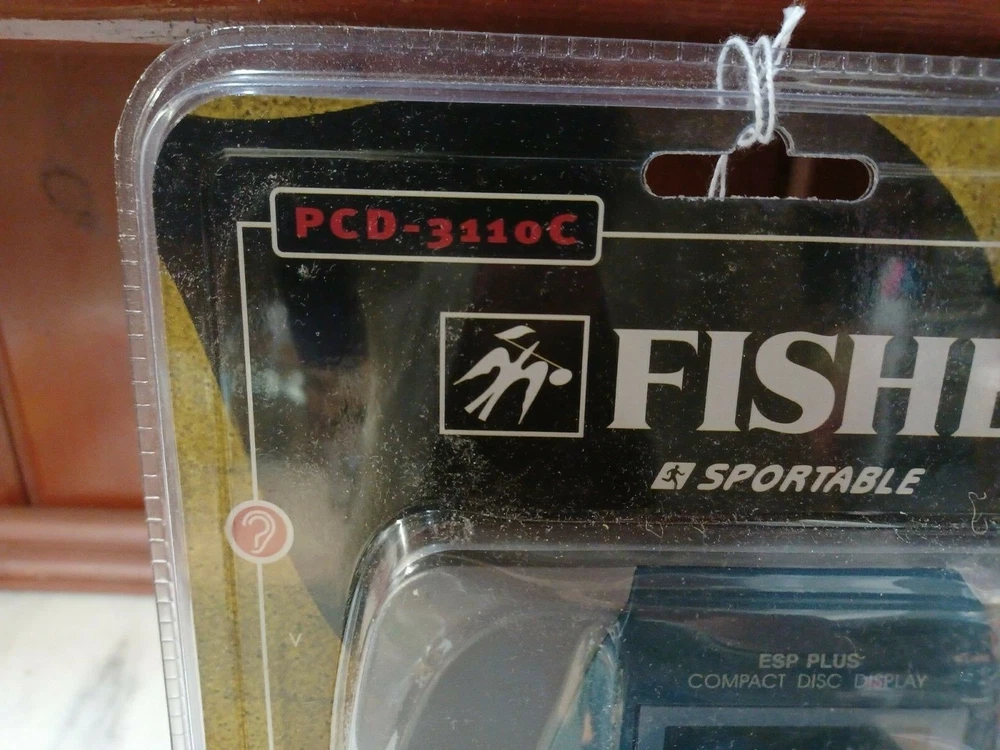 PCD-3110C
FISHE
SPORTABLE
ESP PLUS
COMPACT DISC DISPLAY